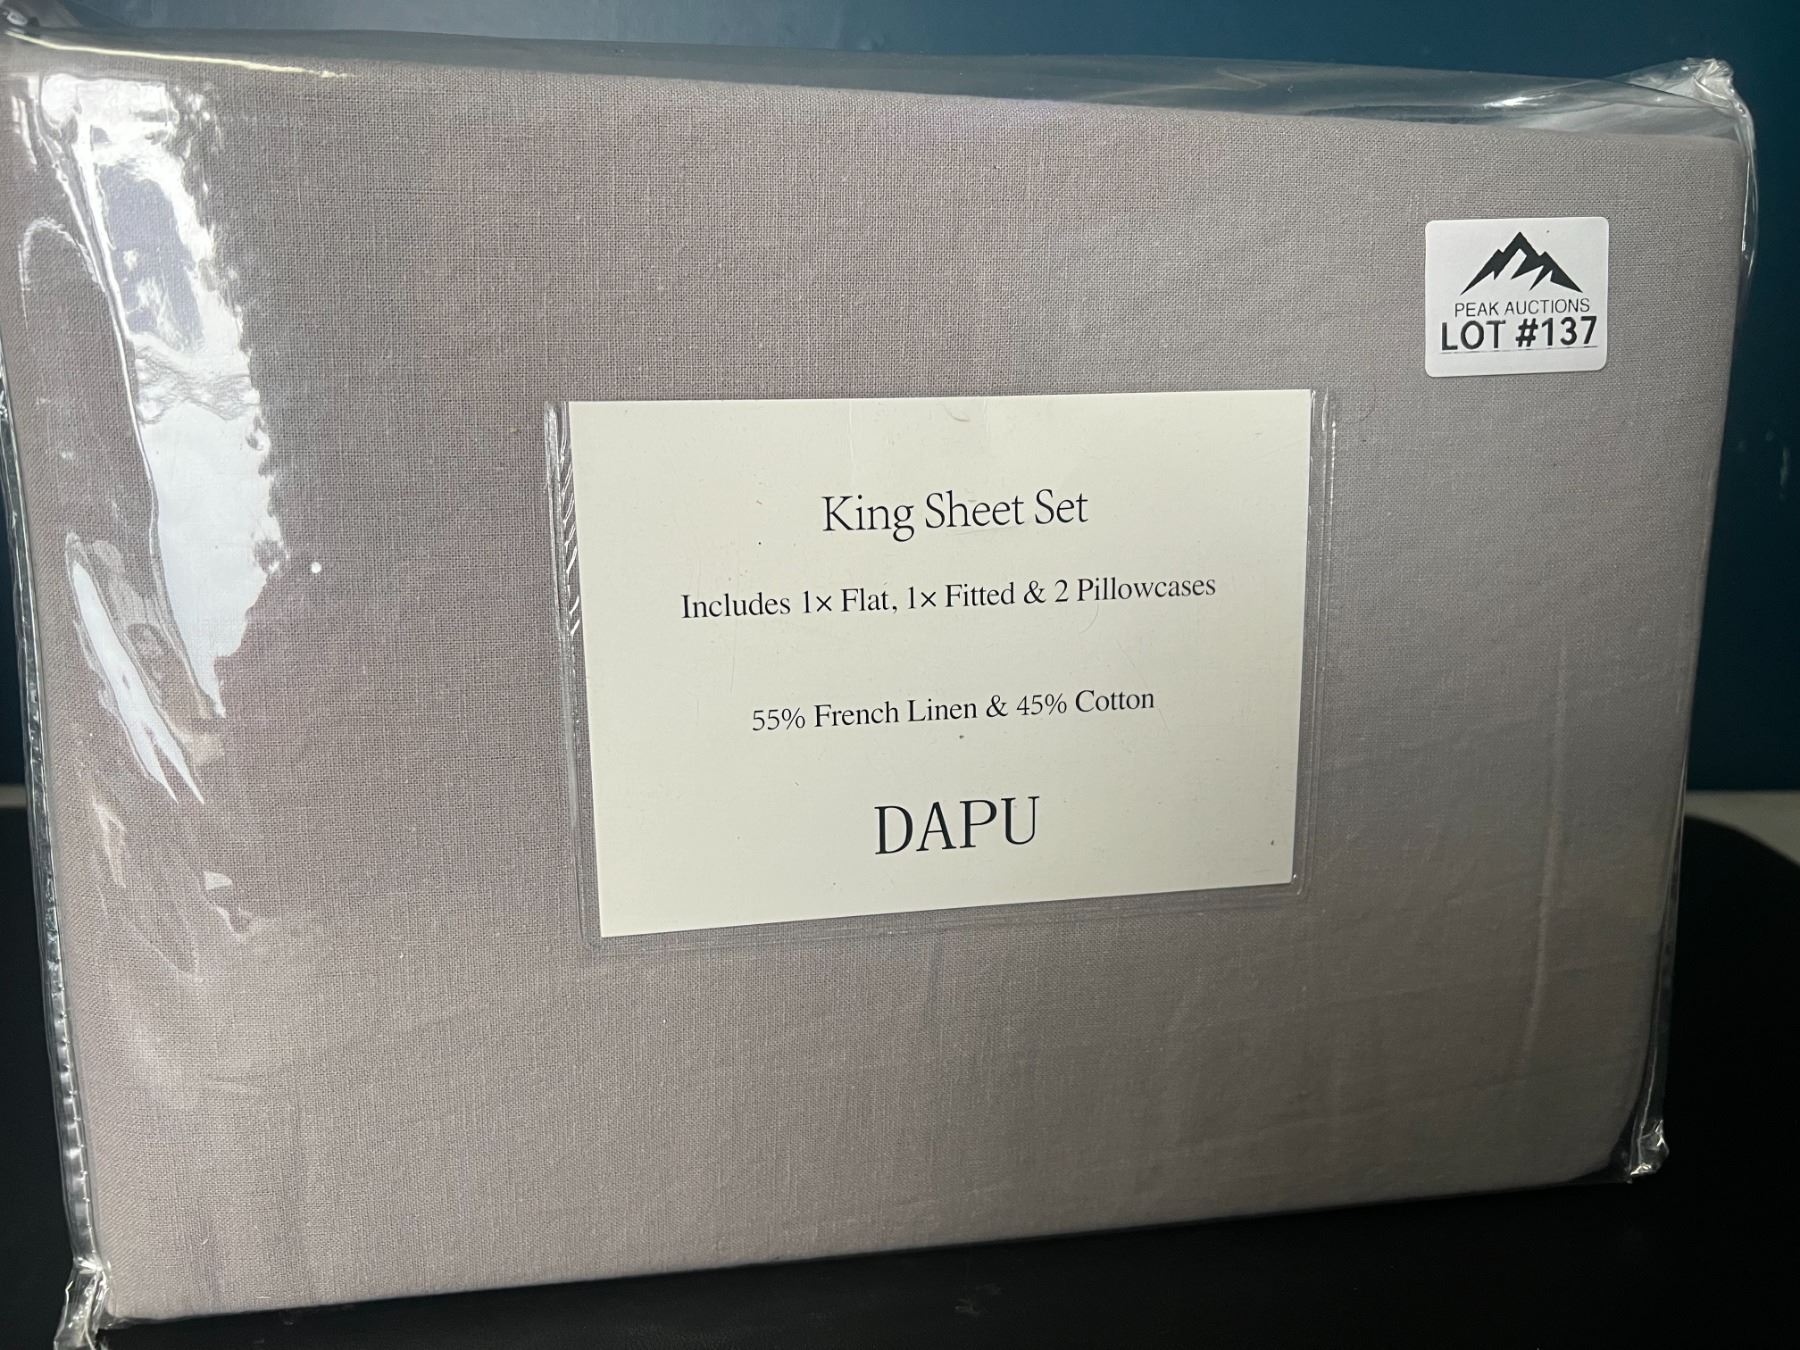 PEAK AUCTIONS
LOT #137
King Sheet Set
Includes 1× Flat, 1× Fitted & 2 Pillowcases
55% French Linen & 45% Cotton
DAPU